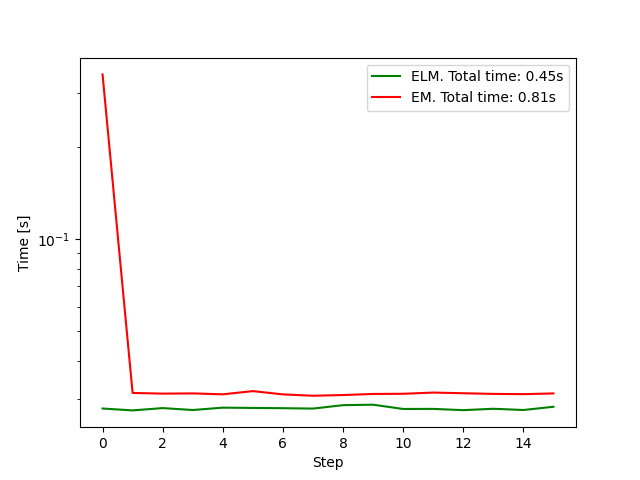 ELM. Total time: 0.45s
EM. Total time: 0.81s
Time [s]
10⁻¹
0 2 4 6 8 10 12 14
Step